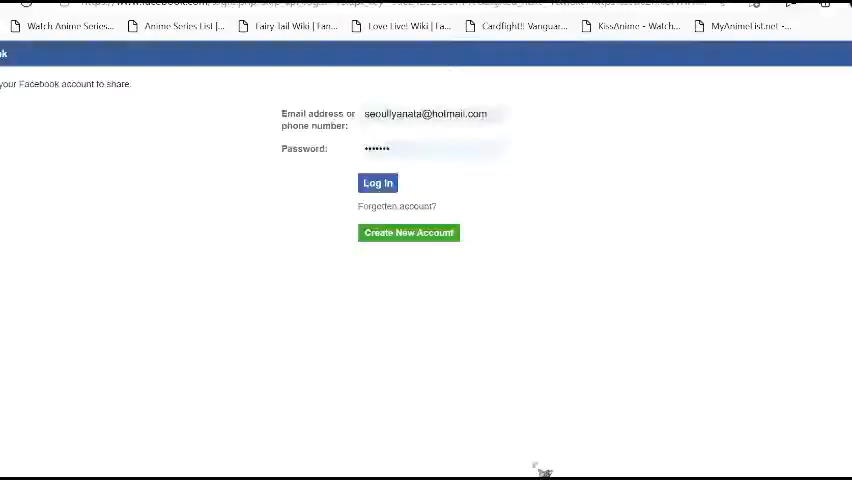 Watch Anime Series... Anime Series List [... Fairy Tail Wiki | Fan... Love Live! Wiki | Fa... Cardfight!! Vanguar... KissAnime - Watch... MyAnimeList.net -...
k
your Facebook account to share.
Email address or phone number: seoullyanata@hotmail.com
Password: •••••••
Log In
Forgotten account?
Create New Account